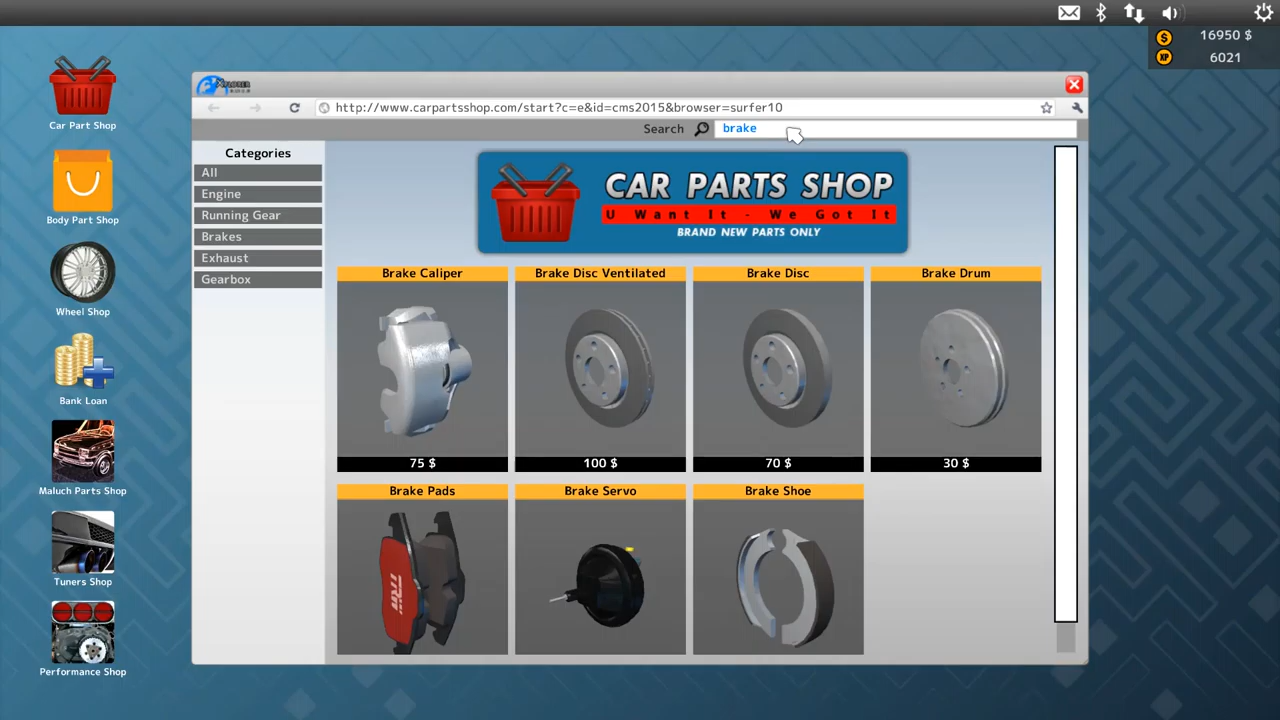 16950 $
6021
Car Part Shop
Body Part Shop
Wheel Shop
Bank Loan
Maluch Parts Shop
Tuners Shop
Performance Shop
http://www.carpartsshop.com/start?c=e&id=cms2015&browser=surfer10
Search brake
Categories
All
Engine
Running Gear
Brakes
Exhaust
Gearbox
CAR PARTS SHOP
U Want It - We Got It
BRAND NEW PARTS ONLY
Brake Caliper
75 $
Brake Disc Ventilated
100 $
Brake Disc
70 $
Brake Drum
30 $
Brake Pads
TRW
Brake Servo
Brake Shoe